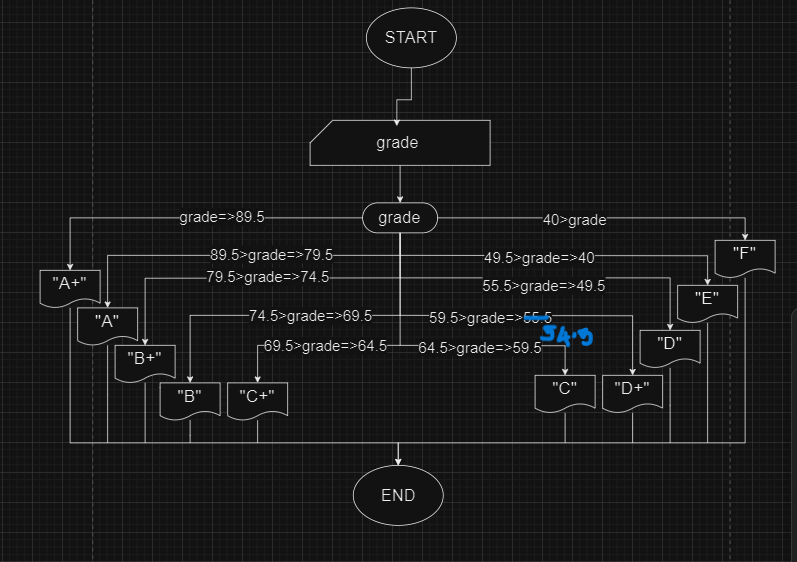 START
grade
grade
grade=>89.5
40>grade
89.5>grade=>79.5
49.5>grade=>40
79.5>grade=>74.5
55.5>grade=>49.5
74.5>grade=>69.5
59.5>grade=>55.5
69.5>grade=>64.5
64.5>grade=>59.5
"F"
"A+"
"E"
"A"
"D"
"B+"
"B"
"C+"
"C"
"D+"
END